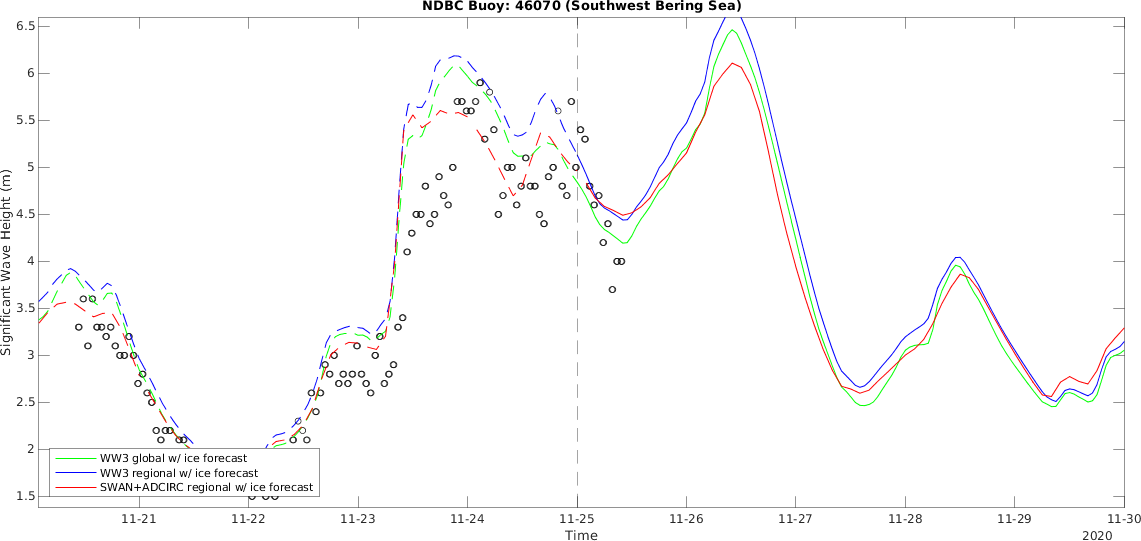 NDBC Buoy: 46070 (Southwest Bering Sea)
Significant Wave Height (m)
6.5
6
5.5
5
4.5
4
3.5
3
2.5
2
1.5
WW3 global w/ ice forecast
WW3 regional w/ ice forecast
SWAN+ADCIRC regional w/ ice forecast
11-21 11-22 11-23 11-24 11-25 11-26 11-27 11-28 11-29 11-30
Time 2020